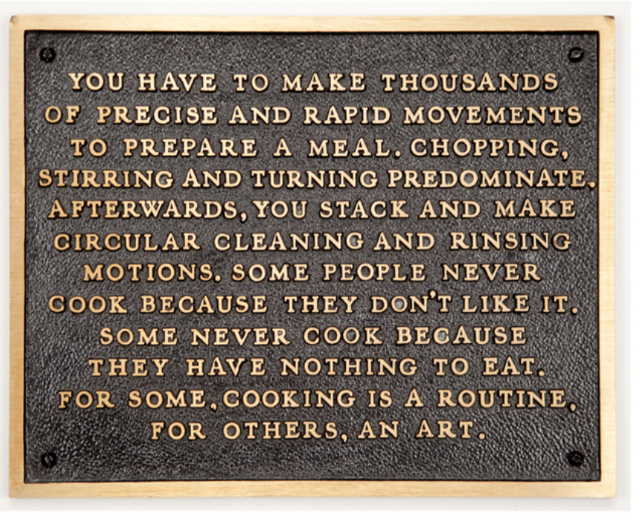 YOU HAVE TO MAKE THOUSANDS
OF PRECISE AND RAPID MOVEMENTS
TO PREPARE A MEAL. CHOPPING,
STIRRING AND TURNING PREDOMINATE.
AFTERWARDS, YOU STACK AND MAKE
CIRCULAR CLEANING AND RINSING
MOTIONS. SOME PEOPLE NEVER
COOK BECAUSE THEY DON'T LIKE IT.
SOME NEVER COOK BECAUSE
THEY HAVE NOTHING TO EAT.
FOR SOME, COOKING IS A ROUTINE,
FOR OTHERS, AN ART.